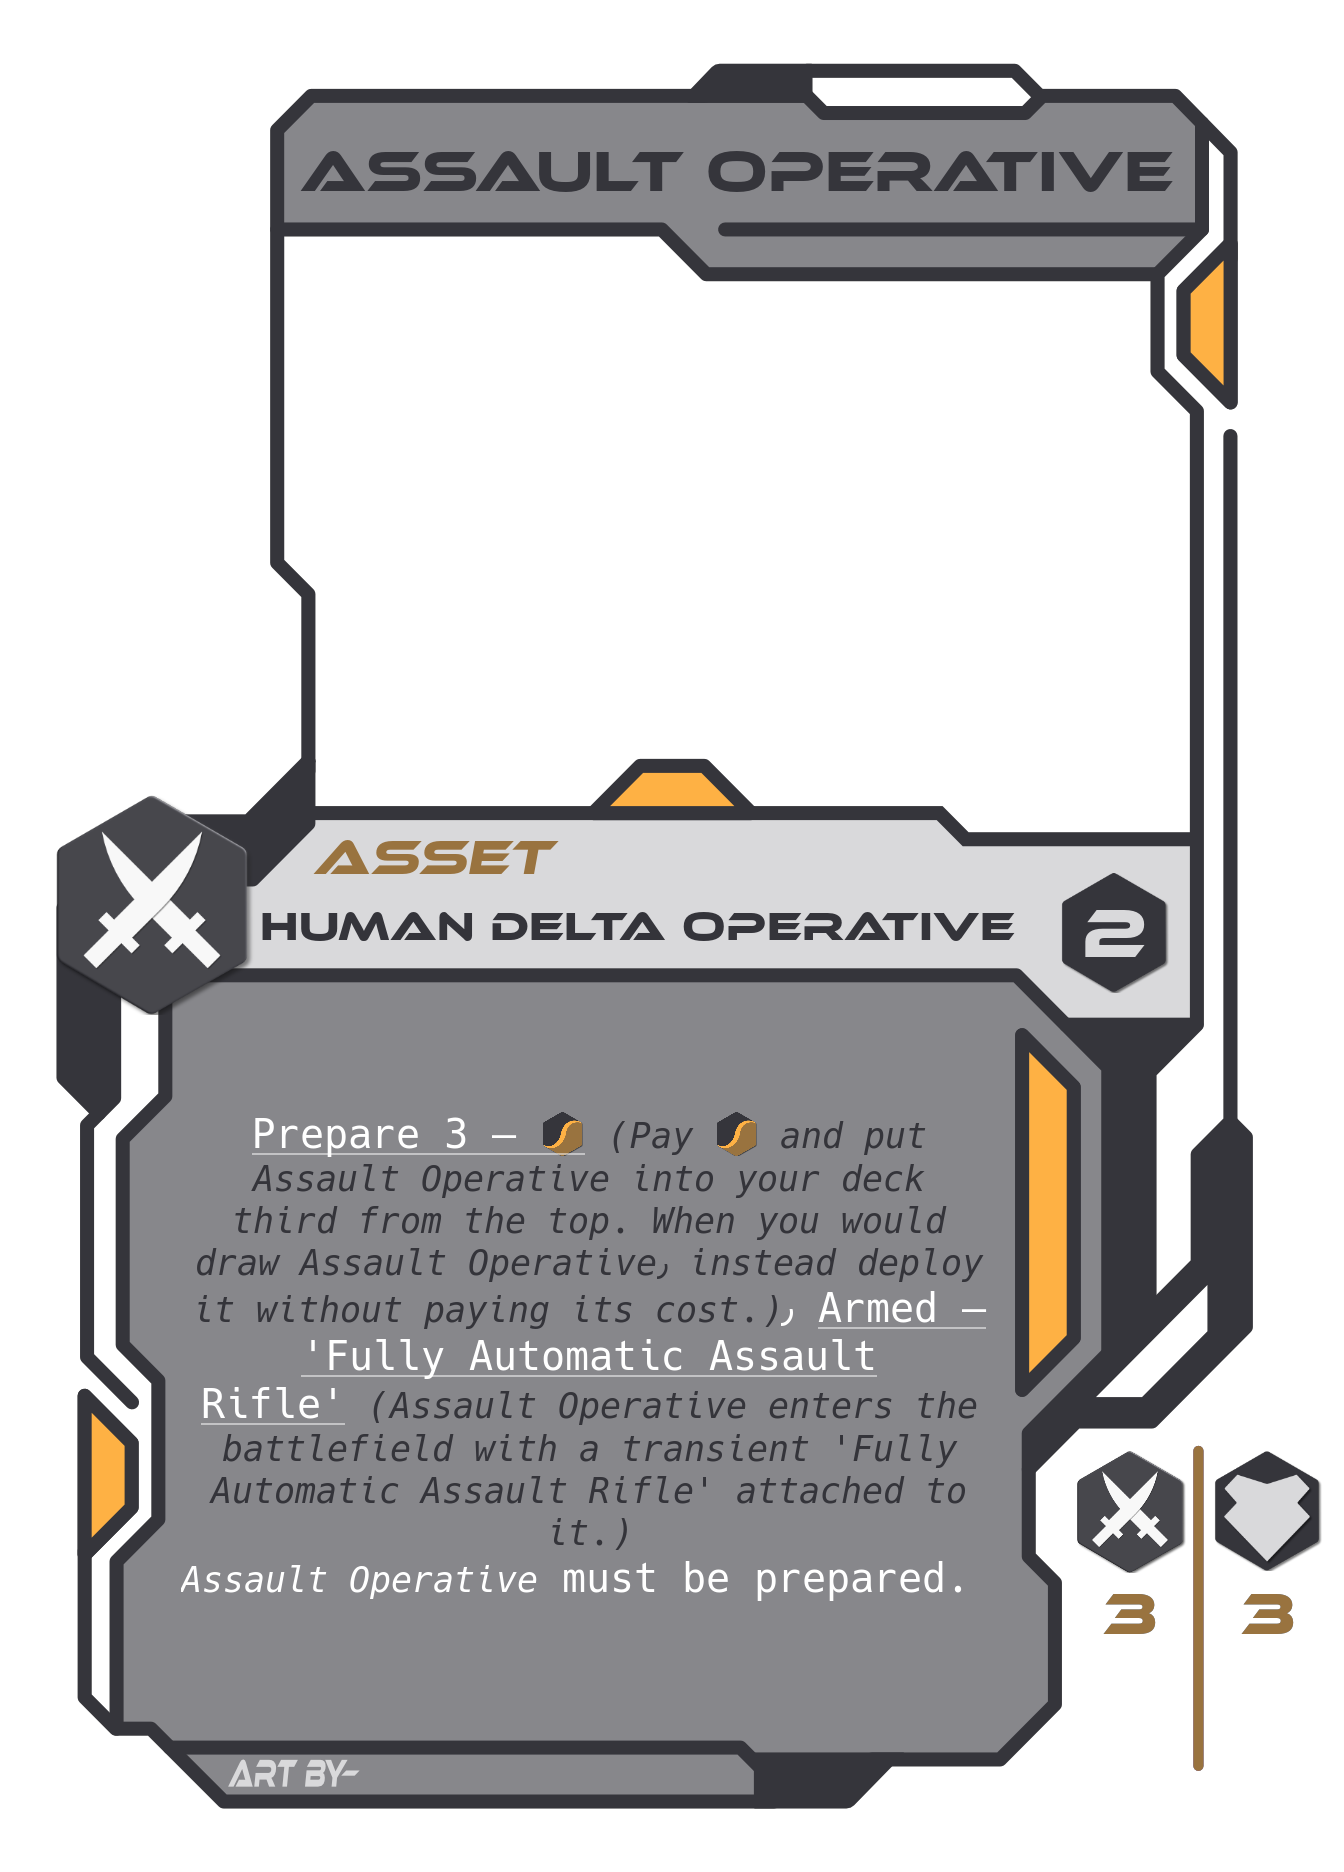 ASSAULT OPERATIVE
ASSET
HUMAN DELTA OPERATIVE
2
Prepare 3 – (Pay and put
Assault Operative into your deck
third from the top. When you would
draw Assault Operative, instead deploy
it without paying its cost.), Armed –
'Fully Automatic Assault
Rifle' (Assault Operative enters the
battlefield with a transient 'Fully
Automatic Assault Rifle' attached to
it.)
Assault Operative must be prepared.
3 3
ART BY-